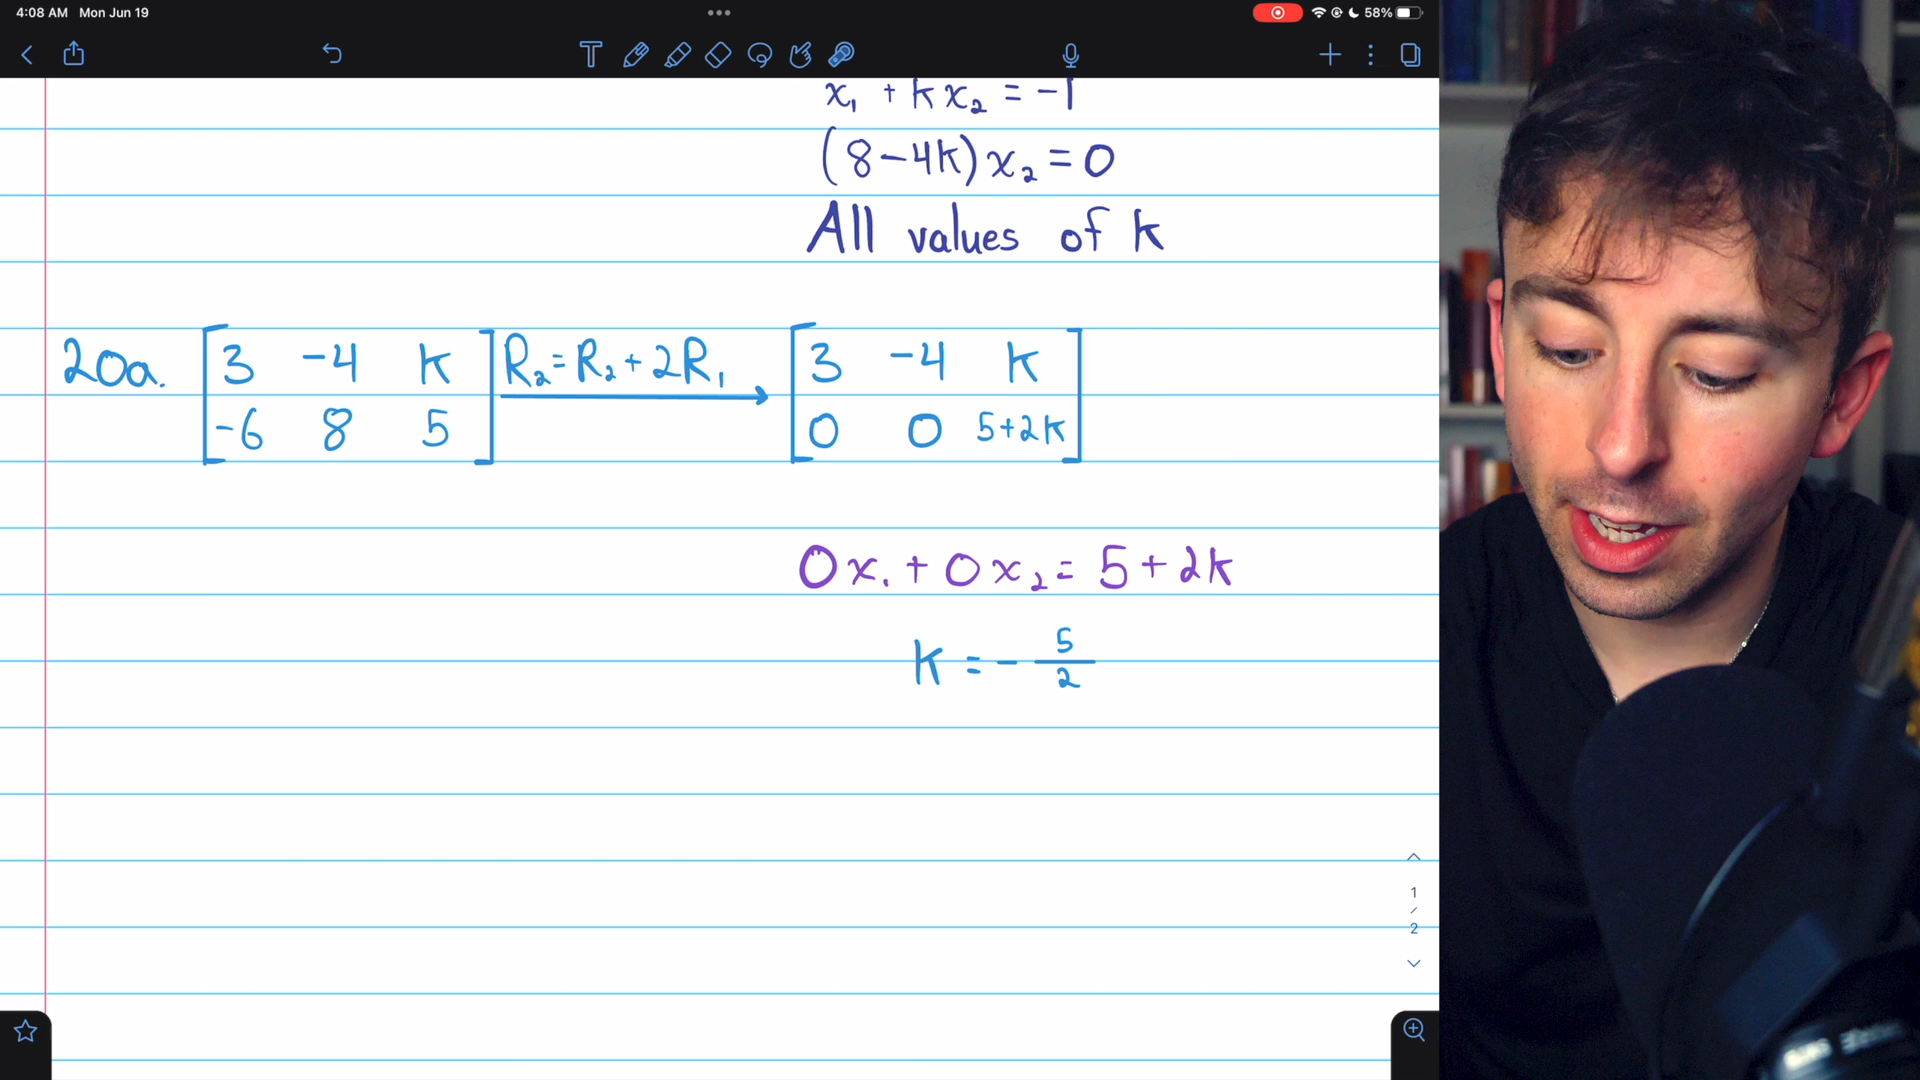 4:08 AM Mon Jun 19
58%
x₁ + kx₂ = -1
(8-4k)x₂ = 0
All values of k
20a. [3 -4 k] R₂=R₂+2R₁ → [3 -4 k]
[-6 8 5] [0 0 5+2k]
0x₁ + 0x₂ = 5+2k
k = - 5/2
1
/
2